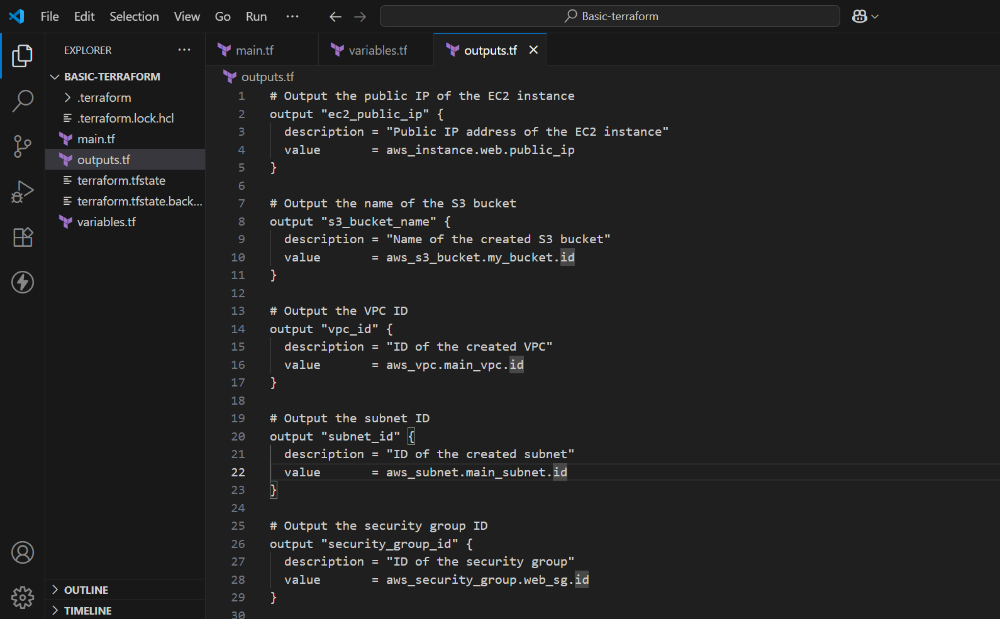 File Edit Selection View Go Run ...
Basic-terraform
EXPLORER ...
BASIC-TERRAFORM
.terraform
.terraform.lock.hcl
main.tf
outputs.tf
terraform.tfstate
terraform.tfstate.back...
variables.tf
OUTLINE
TIMELINE
main.tf variables.tf outputs.tf
outputs.tf
1 # Output the public IP of the EC2 instance
2 output "ec2_public_ip" {
3   description = "Public IP address of the EC2 instance"
4   value       = aws_instance.web.public_ip
5 }
6
7 # Output the name of the S3 bucket
8 output "s3_bucket_name" {
9   description = "Name of the created S3 bucket"
10   value       = aws_s3_bucket.my_bucket.id
11 }
12
13 # Output the VPC ID
14 output "vpc_id" {
15   description = "ID of the created VPC"
16   value       = aws_vpc.main_vpc.id
17 }
18
19 # Output the subnet ID
20 output "subnet_id" {
21   description = "ID of the created subnet"
22   value       = aws_subnet.main_subnet.id
23 }
24
25 # Output the security group ID
26 output "security_group_id" {
27   description = "ID of the security group"
28   value       = aws_security_group.web_sg.id
29 }
30